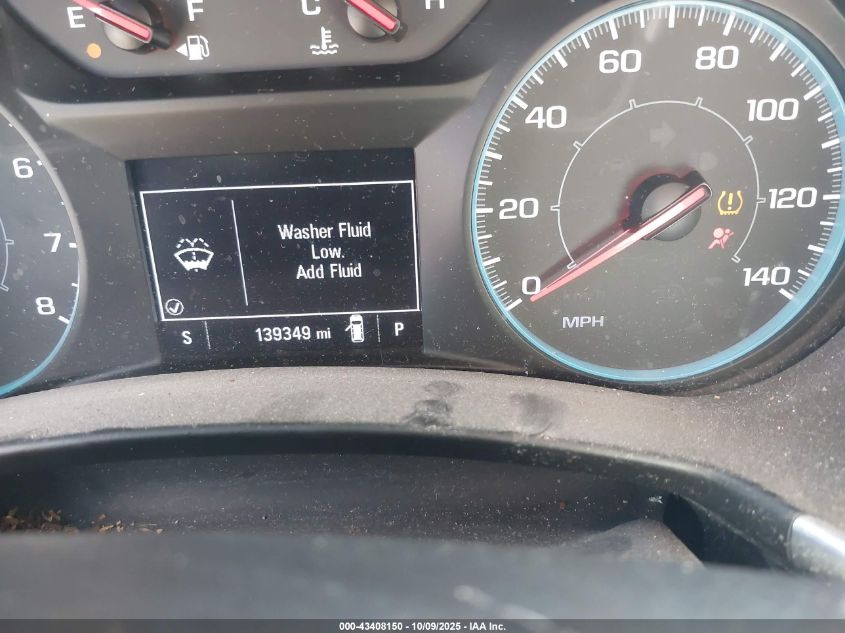 E F C H
6
7
8
Washer Fluid
Low.
Add Fluid
S 139349 mi P
0 20 40 60 80 100 120 140
MPH
000-43408150 - 10/09/2025 - IAA Inc.